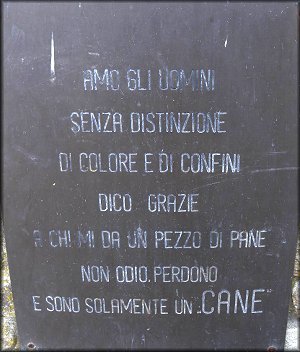 AMO GLI UOMINI
SENZA DISTINZIONE
DI COLORE E DI CONFINI
DICO GRAZIE
A CHI MI DA UN PEZZO DI PANE
NON ODIO. PERDONO
E SONO SOLAMENTE UN "CANE"